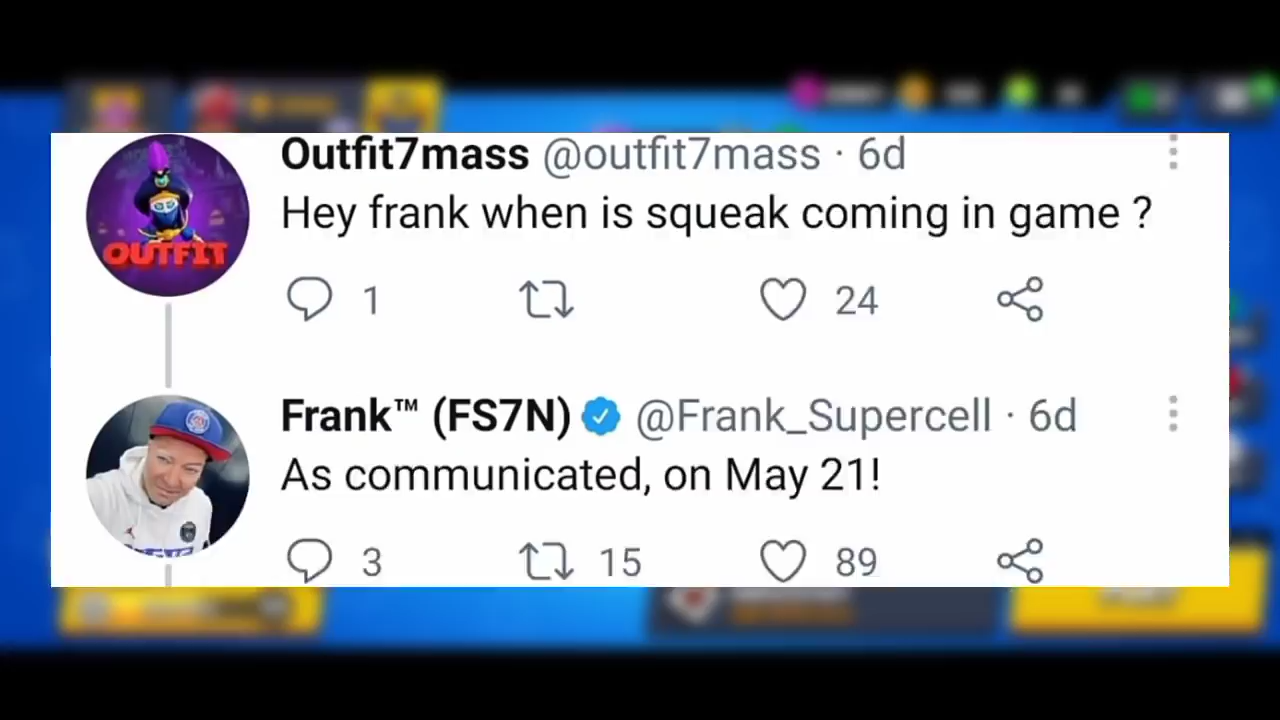 Outfit7mass @outfit7mass · 6d
Hey frank when is squeak coming in game ?
OUTFIT
1 24
Frank™ (FS7N) @Frank_Supercell · 6d
As communicated, on May 21!
3 15 89